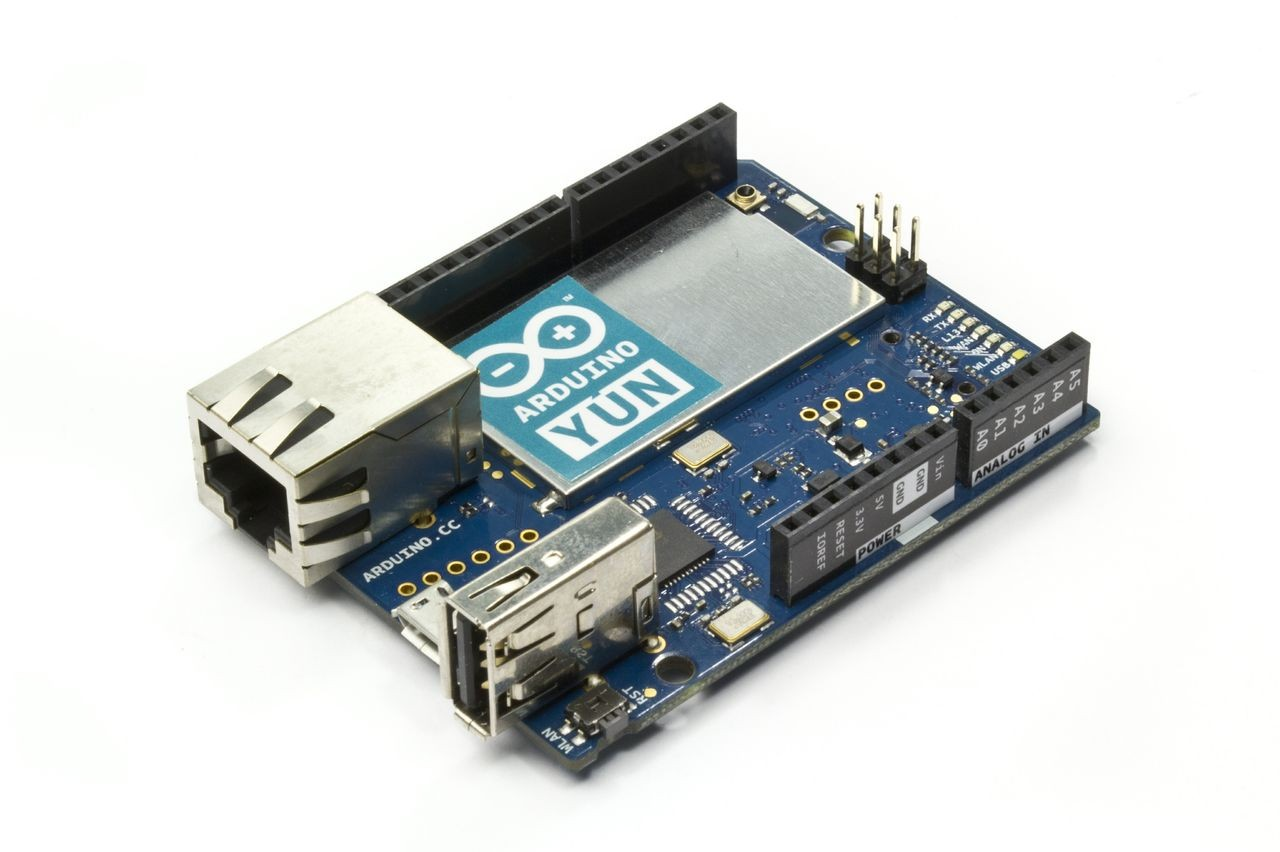 ™
ARDUINO
YUN
ARDUINO.CC
RX
TX
L13
WLAN
USB
A5
A4
A3
A2
A1
A0
ANALOG IN
Vin
GND
GND
5V
3.3V
RESET
IOREF
POWER
RST
WLAN